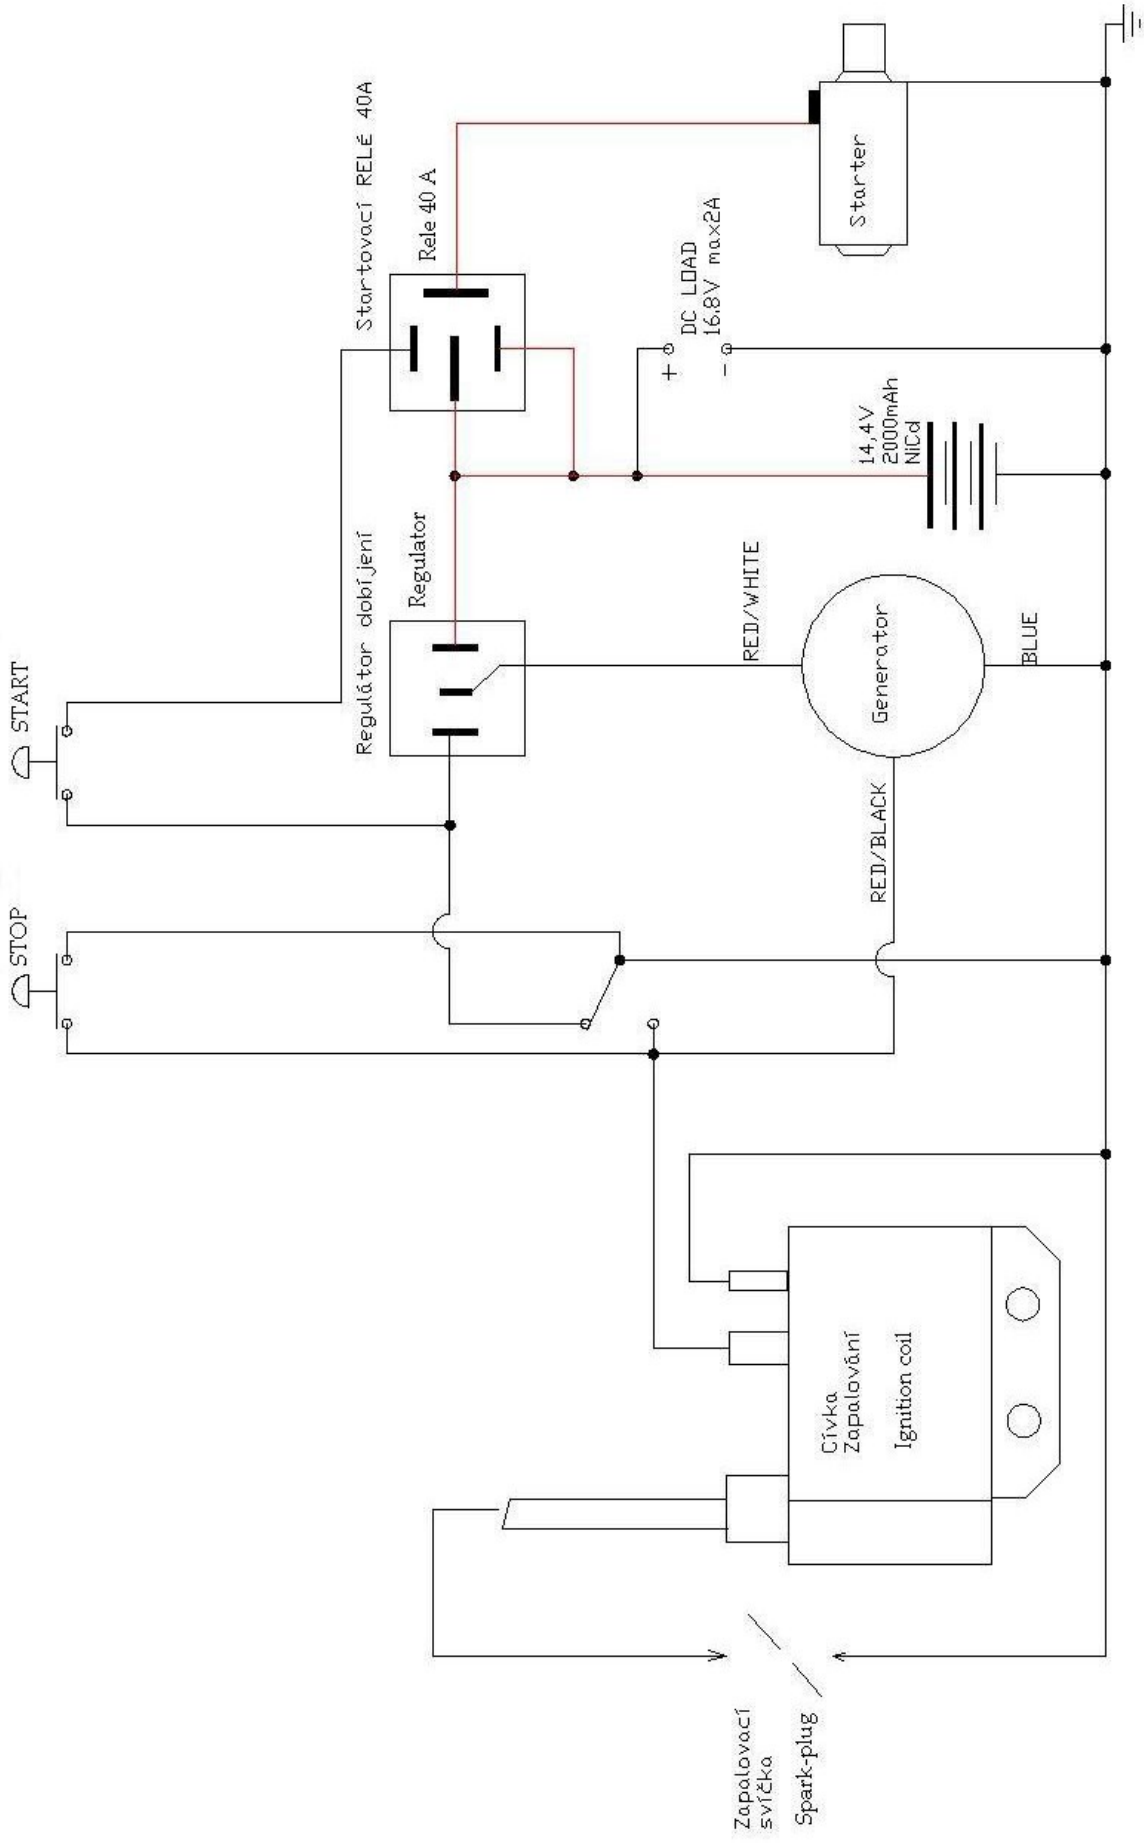 STOP
START
Startovací RELÉ 40A
Rele 40 A
Regulátor dobíjení
Regulator
DC LOAD
16.8V max2A
+
-
Starter
14,4V
2000mAh
NiCd
RED/WHITE
Generator
BLUE
RED/BLACK
Cívka
Zapalování
Ignition coil
Zapalovací
svíčka
Spark-plug